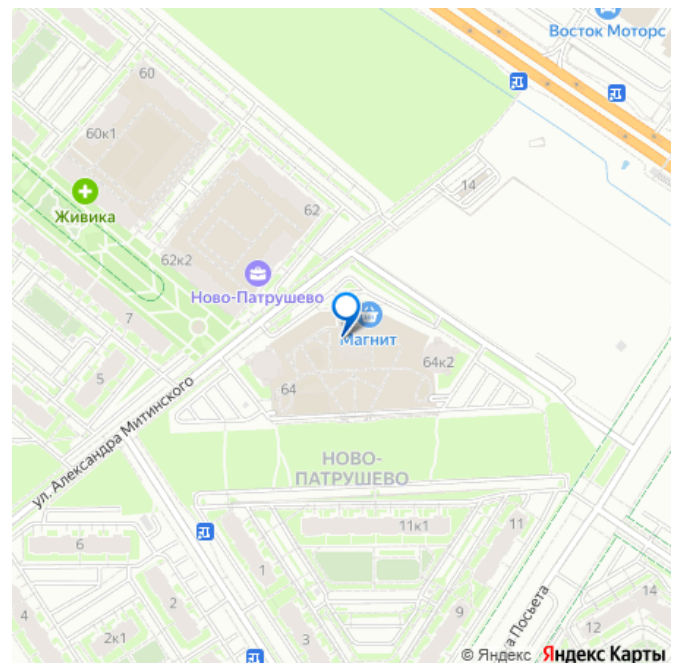 Восток Моторс
60
60к1
14
Живика
62
62к2
Ново-Патрушево
7
Магнит
64к2
5
64
ул. Александра Митинского
НОВО-
ПАТРУШЕВО
11к1
11
6
1
14
2
9
4
12
2к1
3
а Посьета
© Яндекс Яндекс Карты